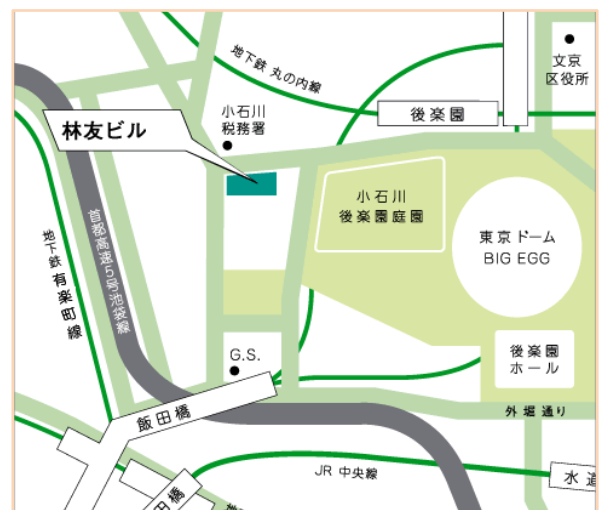 地下鉄 丸の内線
文京
区役所
小石川
税務署
後楽園
林友ビル
小石川
後楽園庭園
東京ドーム
BIG EGG
首都高速5号池袋線
地下鉄 有楽町線
G.S.
後楽園
ホール
飯田橋
外堀通り
JR 中央線
水道
田橋